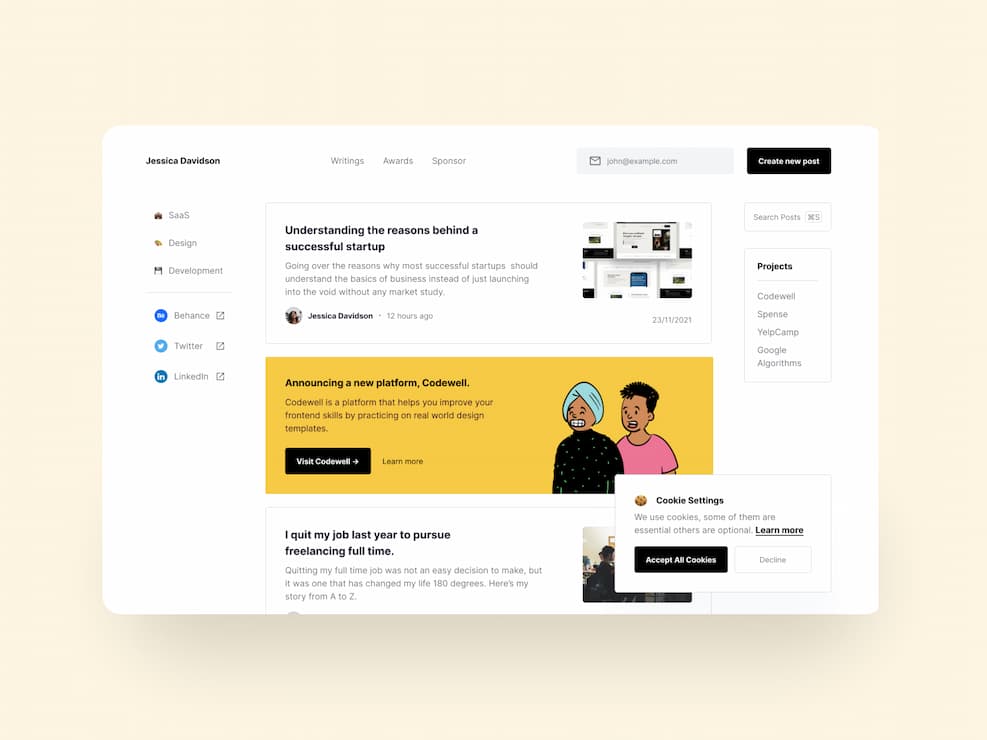 Jessica Davidson
Writings
Awards
Sponsor
john@example.com
Create new post
SaaS
Design
Development
Behance
Twitter
LinkedIn
Understanding the reasons behind a
successful startup
Going over the reasons why most successful startups should
understand the basics of business instead of just launching
into the void without any market study.
Jessica Davidson · 12 hours ago
23/11/2021
Announcing a new platform, Codewell.
Codewell is a platform that helps you improve your
frontend skills by practicing on real world design
templates.
Visit Codewell →
Learn more
I quit my job last year to pursue
freelancing full time.
Quitting my full time job was not an easy decision to make, but
it was one that has changed my life 180 degrees. Here's my
story from A to Z.
Search Posts ⌘S
Projects
Codewell
Spense
YelpCamp
Google
Algorithms
Cookie Settings
We use cookies, some of them are
essential others are optional. Learn more
Accept All Cookies
Decline